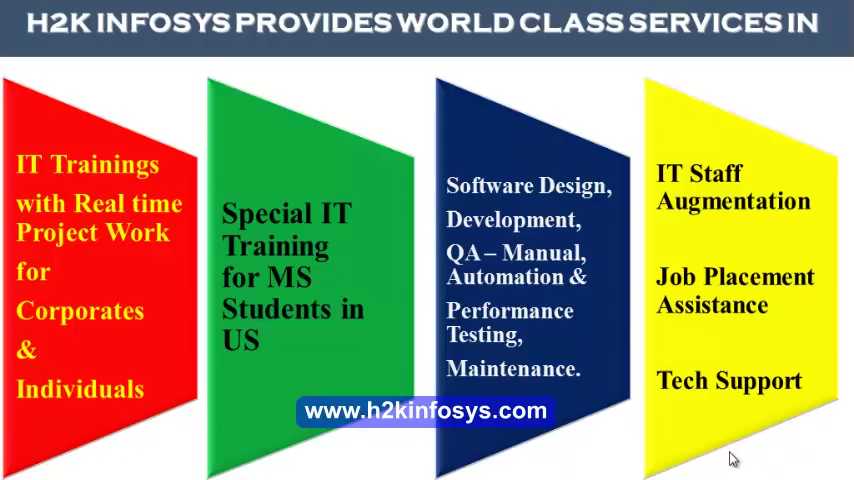 H2K INFOSYS PROVIDES WORLD CLASS SERVICES IN
IT Trainings
with Real time
Project Work
for
Corporates
&
Individuals
Special IT
Training
for MS
Students in
US
Software Design,
Development,
QA – Manual,
Automation &
Performance
Testing,
Maintenance.
IT Staff
Augmentation
Job Placement
Assistance
Tech Support
www.h2kinfosys.com